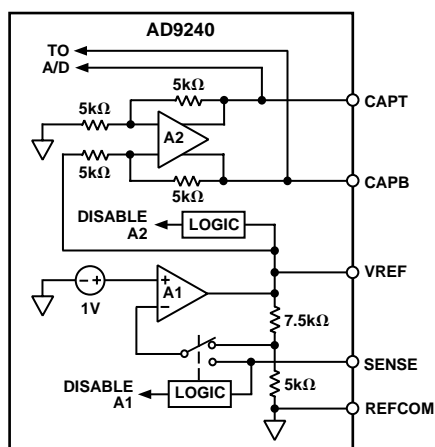 AD9240
TO
A/D
5kΩ
5kΩ
A2
5kΩ
5kΩ
CAPT
CAPB
DISABLE
A2
LOGIC
VREF
1V
A1
7.5kΩ
SENSE
DISABLE
A1
LOGIC
5kΩ
REFCOM